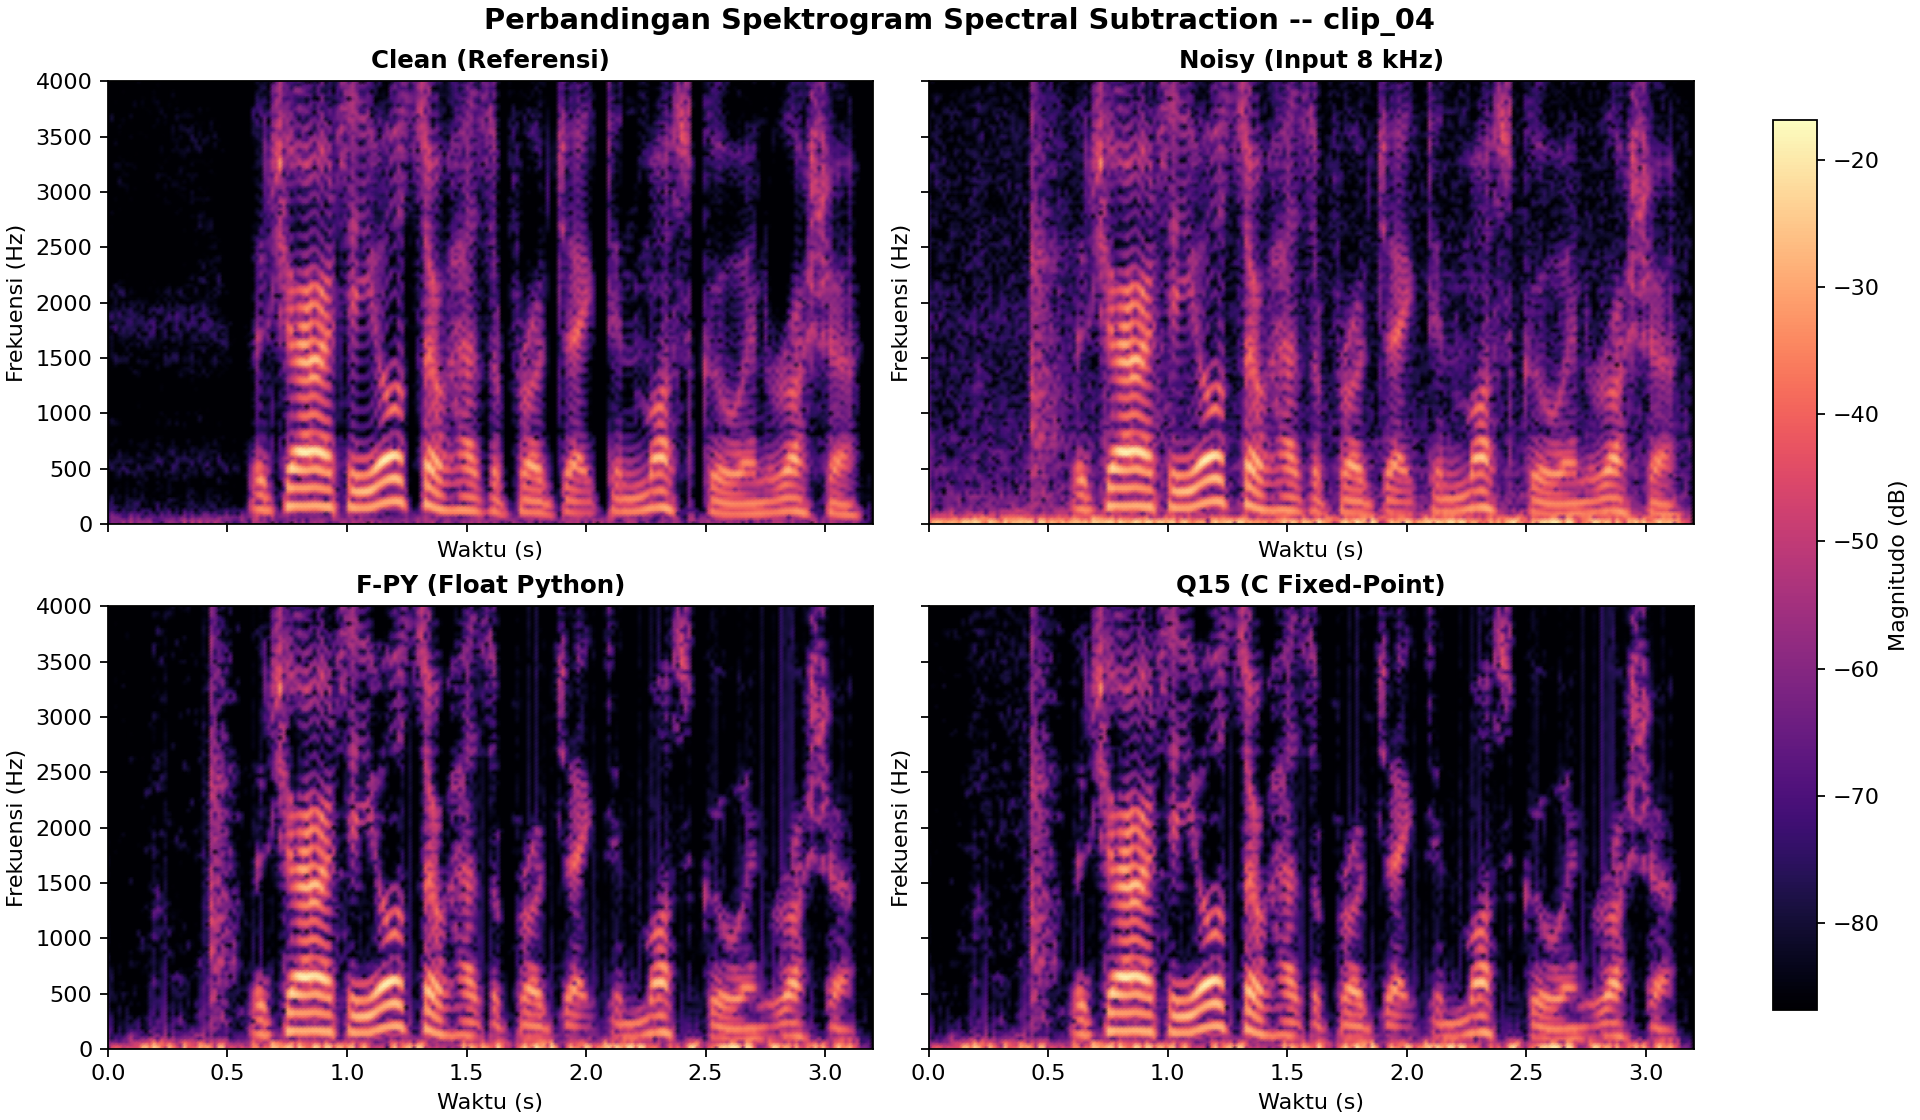 Perbandingan Spektrogram Spectral Subtraction -- clip_04
Clean (Referensi)
4000
3500
3000
2500
2000
1500
1000
500
0
Frekuensi (Hz)
Waktu (s)
Noisy (Input 8 kHz)
Frekuensi (Hz)
Waktu (s)
F-PY (Float Python)
4000
3500
3000
2500
2000
1500
1000
500
0
Frekuensi (Hz)
0.0 0.5 1.0 1.5 2.0 2.5 3.0
Waktu (s)
Q15 (C Fixed-Point)
Frekuensi (Hz)
0.0 0.5 1.0 1.5 2.0 2.5 3.0
Waktu (s)
−20
−30
−40
−50
−60
−70
−80
Magnitudo (dB)